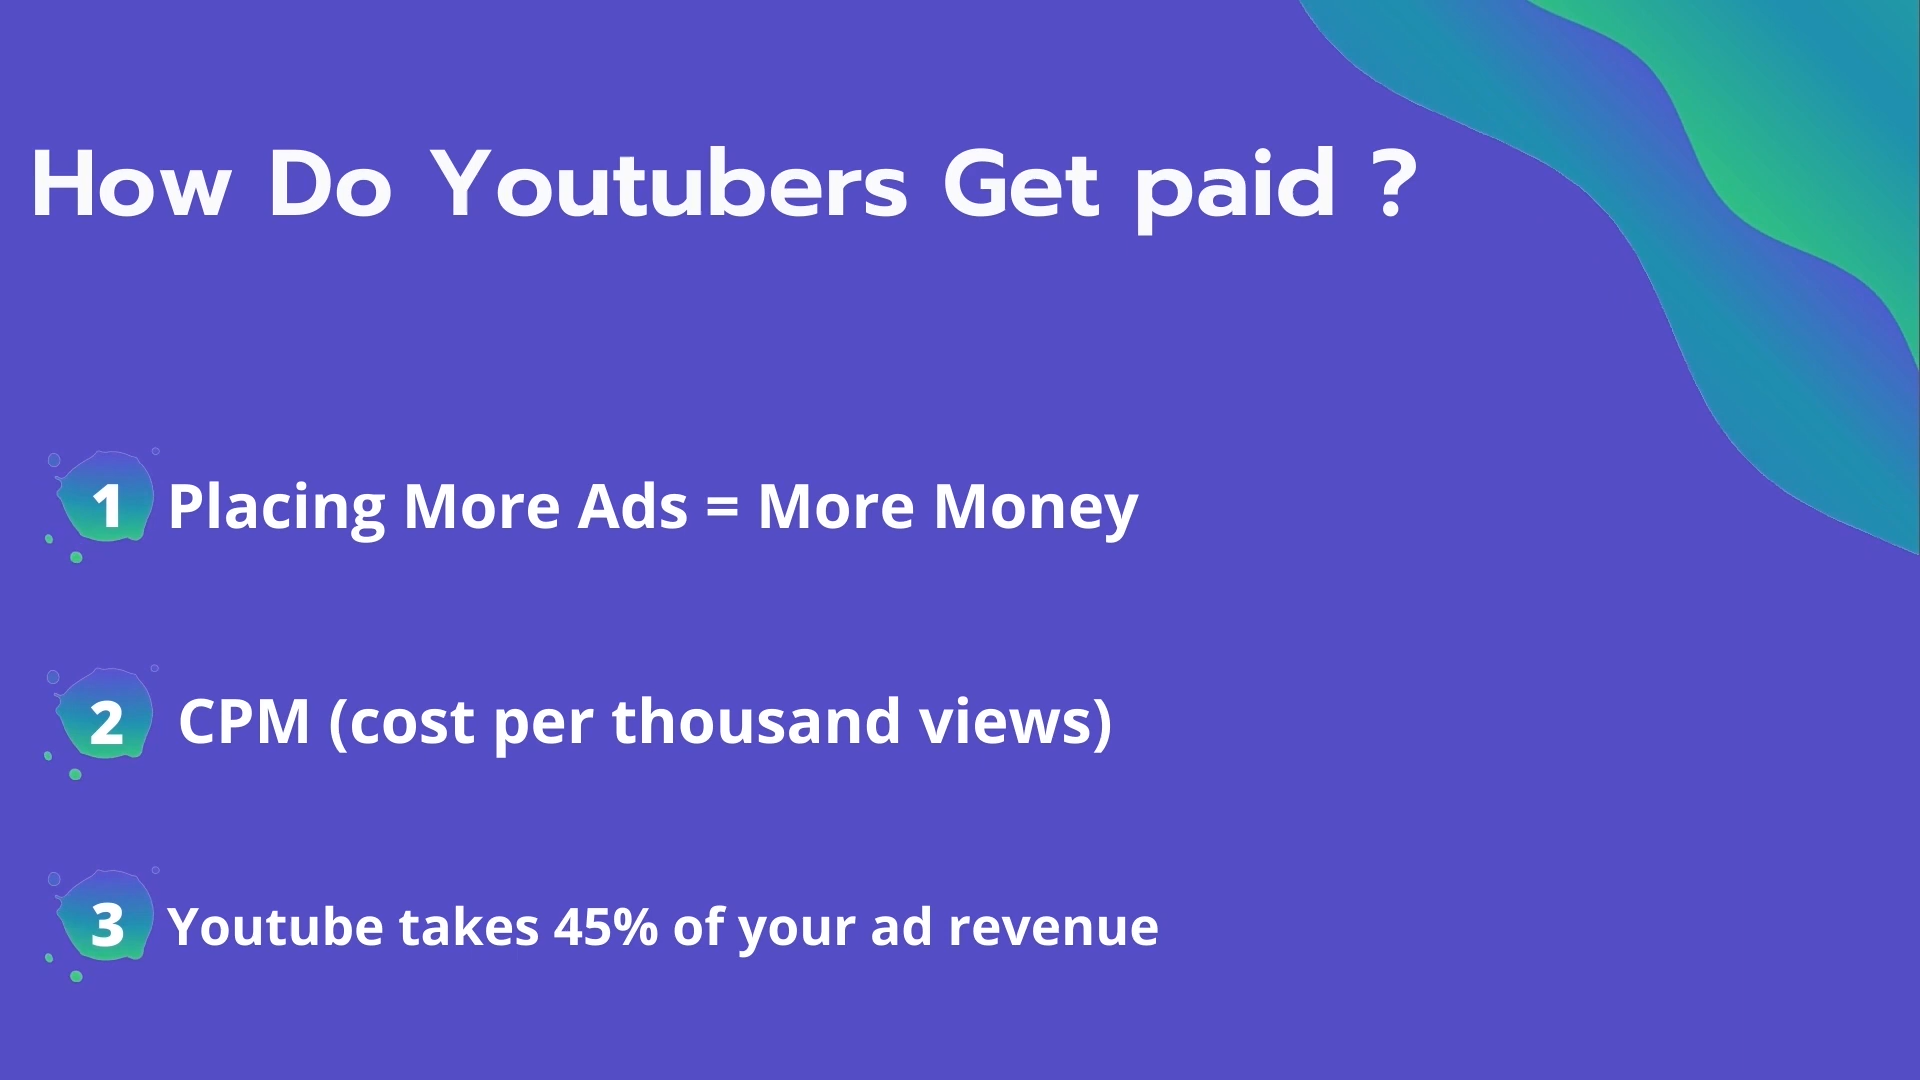 How Do Youtubers Get paid ?
1 Placing More Ads = More Money
2 CPM (cost per thousand views)
3 Youtube takes 45% of your ad revenue